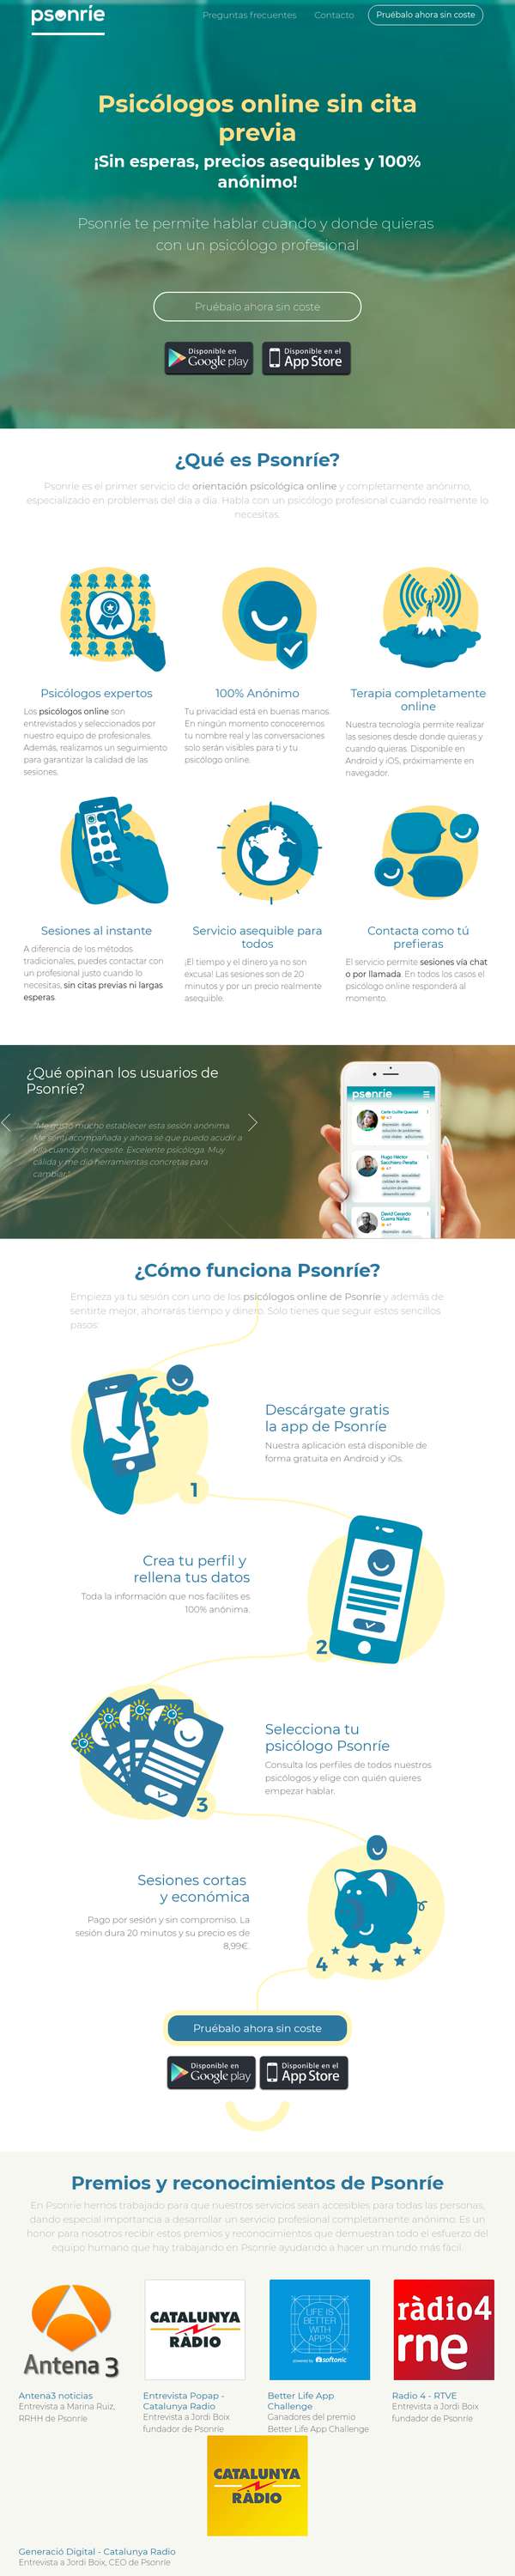 psonríe
Preguntas frecuentes
Contacto
Pruébalo ahora sin coste
Psicólogos online sin cita
previa
¡Sin esperas, precios asequibles y 100%
anónimo!
Psonríe te permite hablar cuando y donde quieras
con un psicólogo profesional
Pruébalo ahora sin coste
Disponible en
Google play
Disponible en el
App Store
¿Qué es Psonríe?
Psonríe es el primer servicio de orientación psicológica online y completamente anónimo,
especializado en problemas del día a día. Habla con un psicólogo profesional cuando realmente lo
necesitas.
Psicólogos expertos
Los psicólogos online son
entrevistados y seleccionados por
nuestro equipo de profesionales.
Además, realizamos un seguimiento
para garantizar la calidad de las
sesiones.
100% Anónimo
Tu privacidad está en buenas manos.
En ningún momento conoceremos
tu nombre real y las conversaciones
solo serán visibles para ti y tu
psicólogo online.
Terapia completamente
online
Nuestra tecnología permite realizar
las sesiones desde donde quieras y
cuando quieras. Disponible en
Android y iOS, próximamente en
navegador.
Sesiones al instante
A diferencia de los métodos
tradicionales, puedes contactar con
un profesional justo cuando lo
necesitas, sin citas previas ni largas
esperas.
Servicio asequible para
todos
¡El tiempo y el dinero ya no son
excusa! Las sesiones son de 20
minutos y por un precio realmente
asequible.
Contacta como tú
prefieras
El servicio permite sesiones vía chat
o por llamada. En todos los casos el
psicólogo online responderá al
momento.
¿Qué opinan los usuarios de
Psonríe?
"Me gustó mucho establecer esta sesión anónima.
Me sentí acompañada y ahora sé que puedo acudir a
ella cuando lo necesite. Excelente psicóloga. Muy
cálida y me dio herramientas concretas para
cambiar."
psonríe
¿Cómo funciona Psonríe?
Empieza ya tu sesión con uno de los psicólogos online de Psonríe y además de
sentirte mejor, ahorrarás tiempo y dinero. Sólo tienes que seguir estos sencillos
pasos:
Descárgate gratis
la app de Psonríe
Nuestra aplicación está disponible de
forma gratuita en Android y iOs.
1
Crea tu perfil y
rellena tus datos
Toda la información que nos facilites es
100% anónima.
2
Selecciona tu
psicólogo Psonríe
Consulta los perfiles de todos nuestros
psicólogos y elige con quién quieres
empezar hablar.
3
Sesiones cortas
y económica
Pago por sesión y sin compromiso. La
sesión dura 20 minutos y su precio es de
8,99€.
4
Pruébalo ahora sin coste
Disponible en
Google play
Disponible en el
App Store
Premios y reconocimientos de Psonríe
En Psonríe hemos trabajado para que nuestros servicios sean accesibles para todas las personas,
dando especial importancia a desarrollar un servicio profesional completamente anónimo. Es un
honor para nosotros recibir estos premios y reconocimientos que demuestran todo el esfuerzo del
equipo humano que hay trabajando en Psonríe ayudando a hacer un mundo más fácil.
Antena 3
CATALUNYA
RÀDIO
LIFE IS
BETTER
WITH
APPS
powered by softonic
ràdio4
rne
Antena3 noticias
Entrevista a Marina Ruiz,
RRHH de Psonríe
Entrevista Popap -
Catalunya Radio
Entrevista a Jordi Boix
fundador de Psonríe
Better Life App
Challenge
Ganadores del premio
Better Life App Challenge
Radio 4 - RTVE
Entrevista a Jordi Boix
fundador de Psonríe
CATALUNYA
RÀDIO
Generació Digital - Catalunya Radio
Entrevista a Jordi Boix, CEO de Psonríe